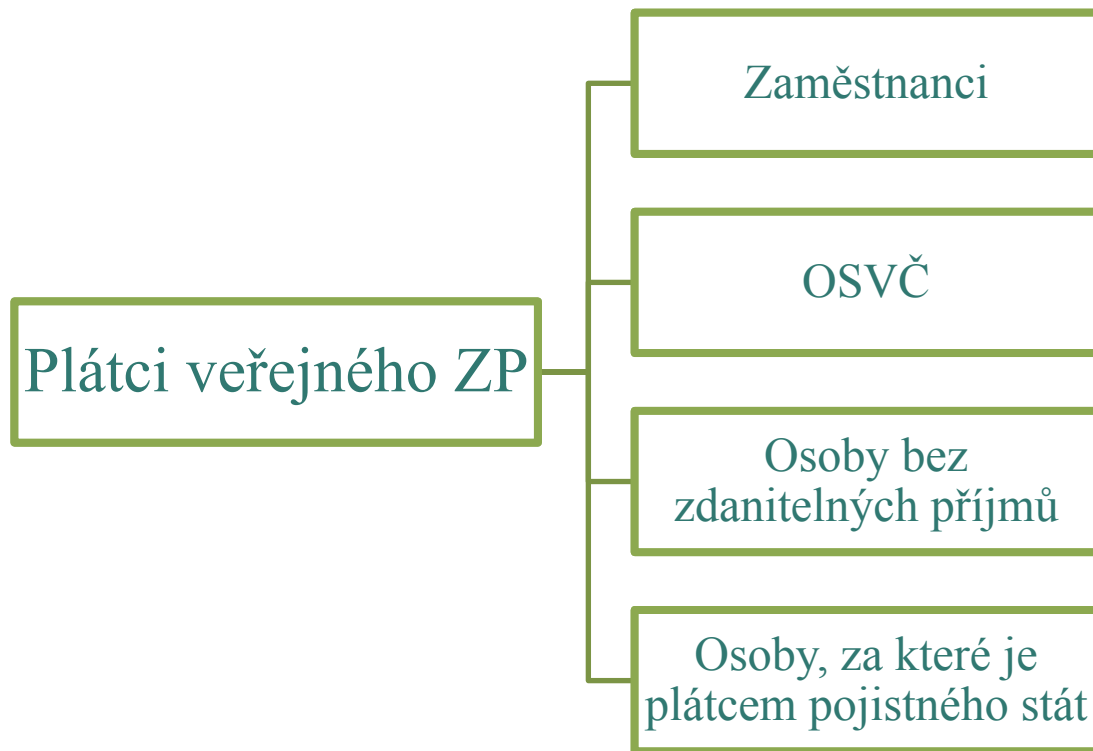 Zaměstnanci
OSVČ
Plátci veřejného ZP
Osoby bez
zdanitelných příjmů
Osoby, za které je
plátcem pojistného stát